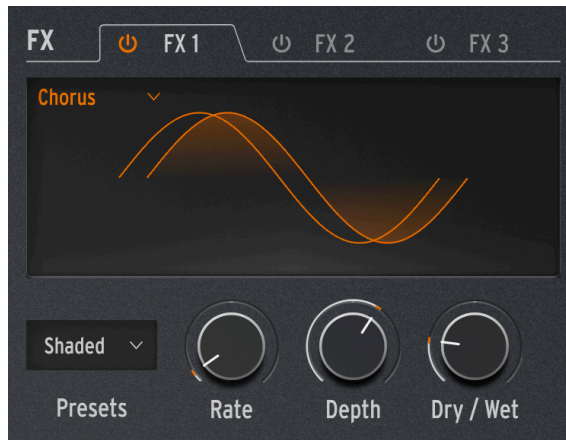 FX FX 1 FX 2 FX 3
Chorus
Shaded
Presets Rate Depth Dry / Wet